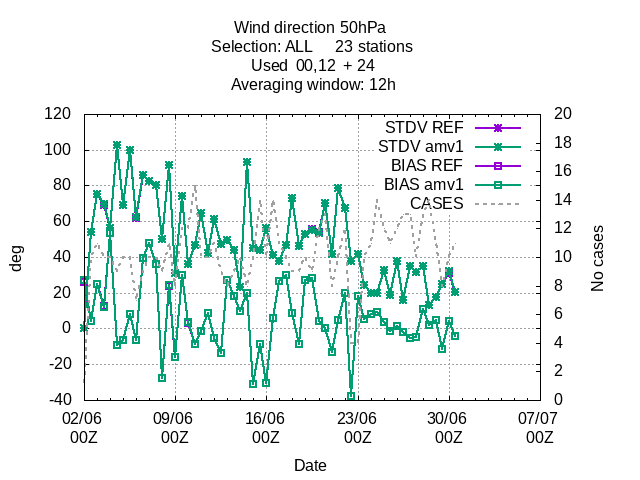 Wind direction 50hPa
Selection: ALL 23 stations
Used 00,12 + 24
Averaging window: 12h
120 20
STDV REF
18
100 STDV amv1
16
80 BIAS REF
BIAS amv1
14
CASES
60 12
40 10
deg
No cases
20 8
6
0
4
-20
2
-40 0
02/06 09/06 16/06 23/06 30/06 07/07
00Z 00Z 00Z 00Z 00Z 00Z
Date